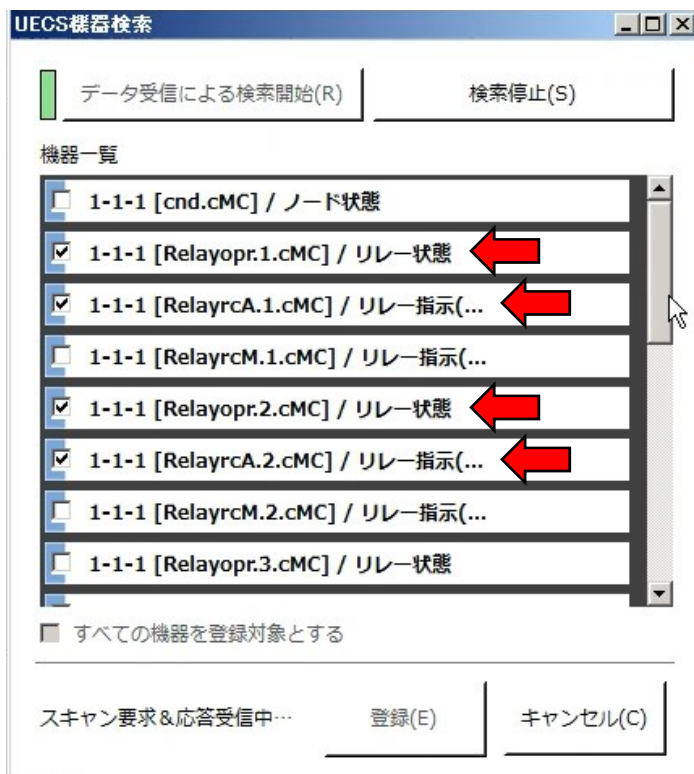 UECS機器検索
データ受信による検索開始(R) 検索停止(S)
機器一覧
1-1-1 [cnd.cMC] / ノード状態
1-1-1 [Relayopr.1.cMC] / リレー状態
1-1-1 [RelayrcA.1.cMC] / リレー指示(...
1-1-1 [RelayrcM.1.cMC] / リレー指示(...
1-1-1 [Relayopr.2.cMC] / リレー状態
1-1-1 [RelayrcA.2.cMC] / リレー指示(...
1-1-1 [RelayrcM.2.cMC] / リレー指示(...
1-1-1 [Relayopr.3.cMC] / リレー状態
すべての機器を登録対象とする
スキャン要求&応答受信中… 登録(E) キャンセル(C)